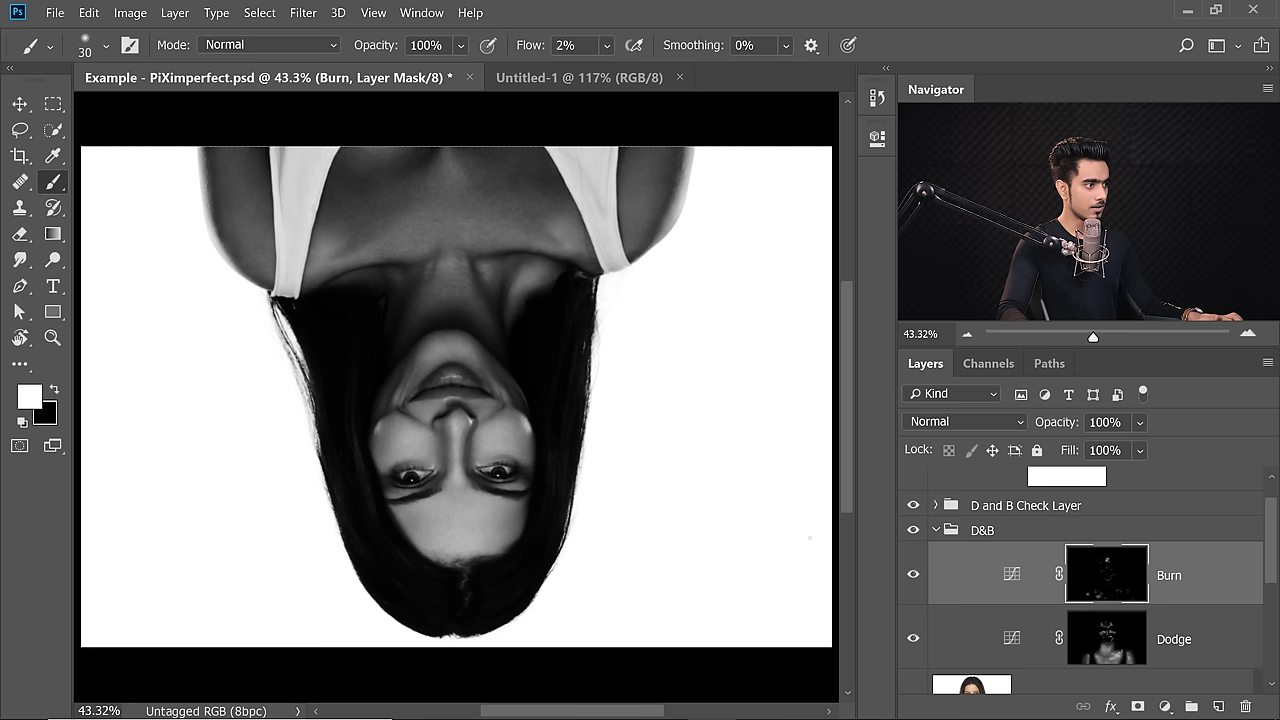 Ps File Edit Image Layer Type Select Filter 3D View Window Help
30 Mode: Normal Opacity: 100% Flow: 2% Smoothing: 0%
Example - PiXimperfect.psd @ 43.3% (Burn, Layer Mask/8) * × Untitled-1 @ 117% (RGB/8) ×
Navigator
43.32%
Layers Channels Paths
Kind
Normal Opacity: 100%
Lock: Fill: 100%
D and B Check Layer
D&B
Burn
Dodge
fx
43.32% Untagged RGB (8bpc)